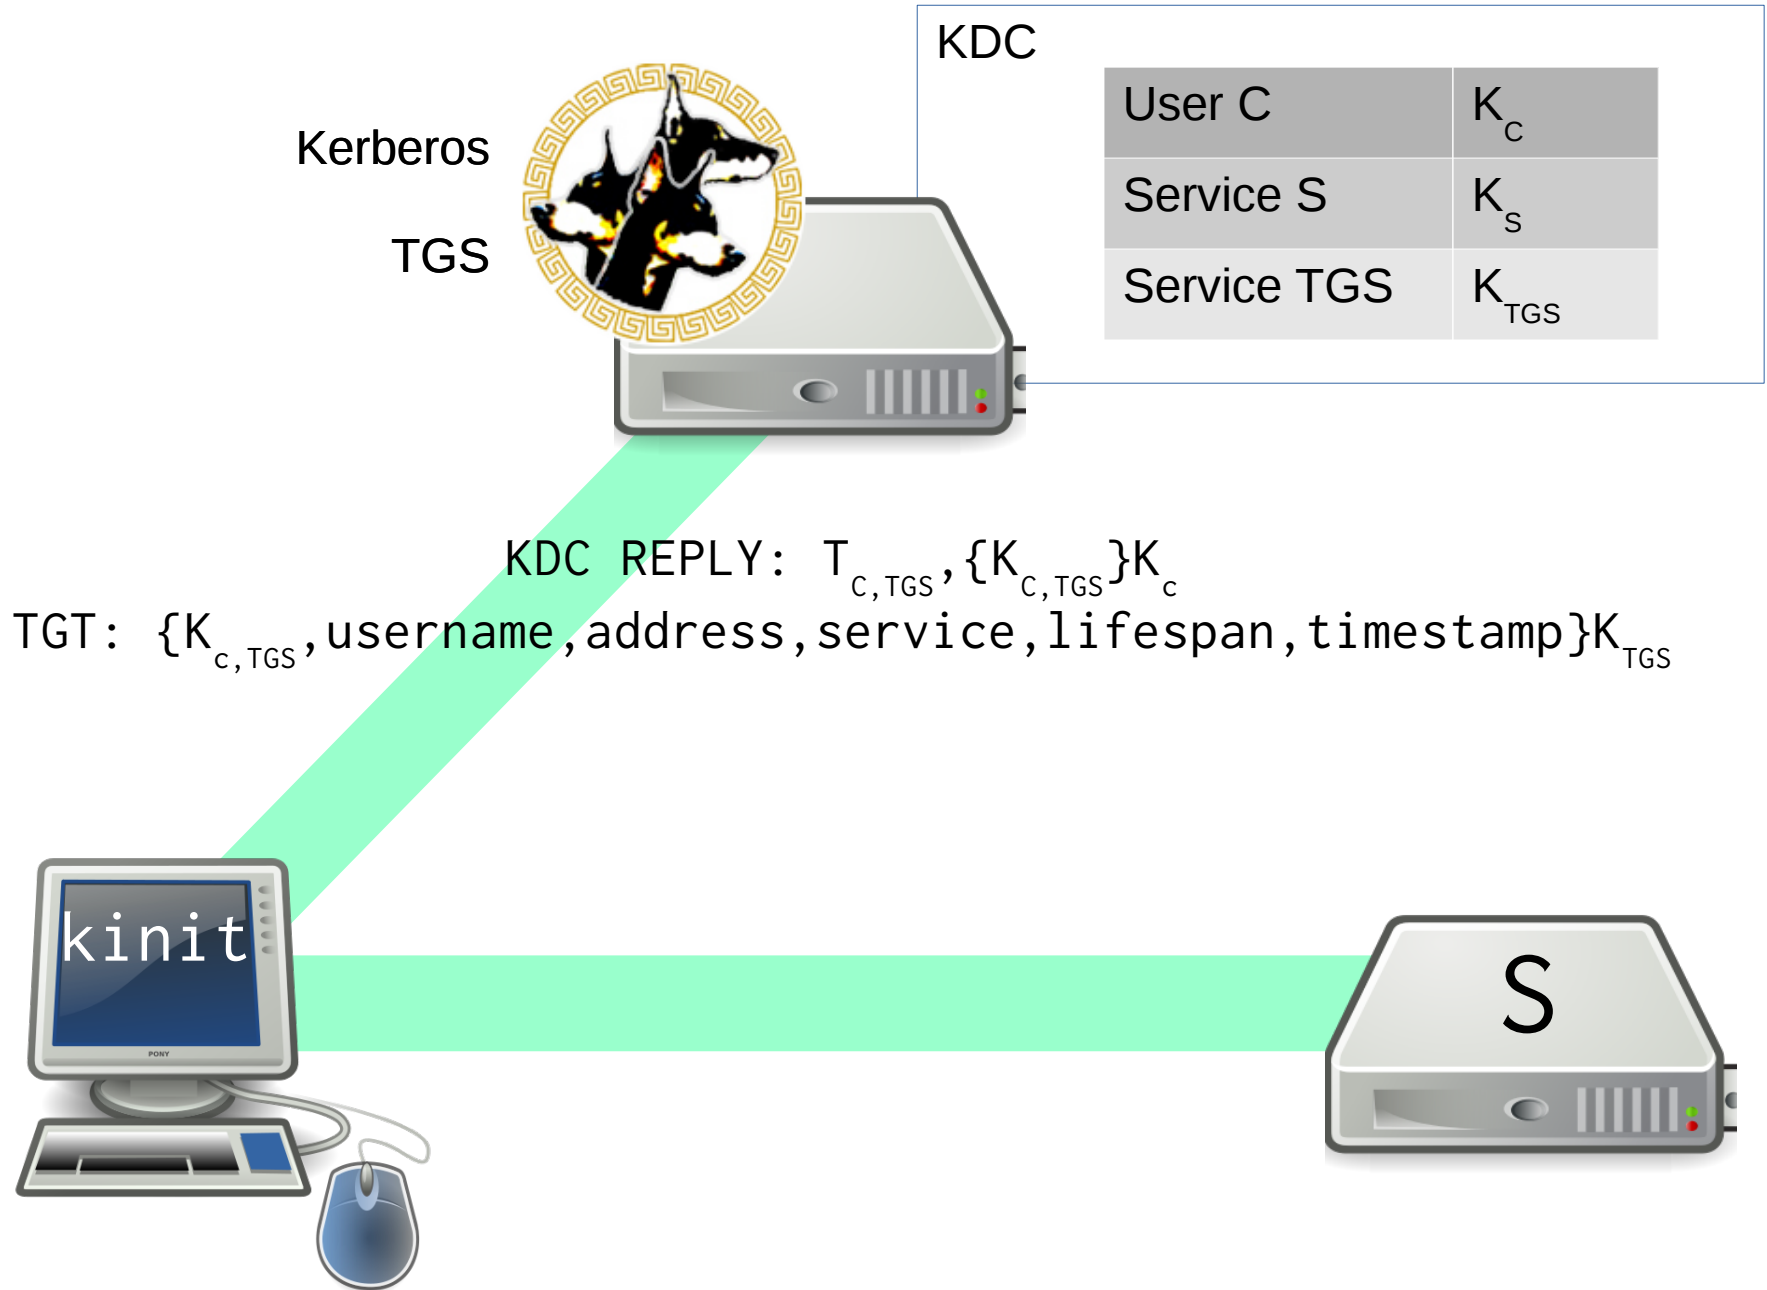 KDC
User C K_C
Kerberos
Service S K_S
TGS
Service TGS K_TGS
KDC REPLY: T_C,TGS,{K_C,TGS}K_c
TGT: {K_c,TGS,username,address,service,lifespan,timestamp}K_TGS
kinit
S
PONY